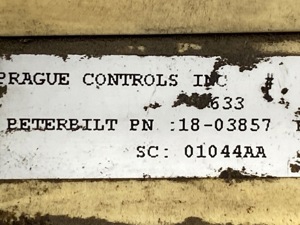 PRAGUE CONTROLS INC #
633
PETERBILT PN :18-03857
SC: 01044AA